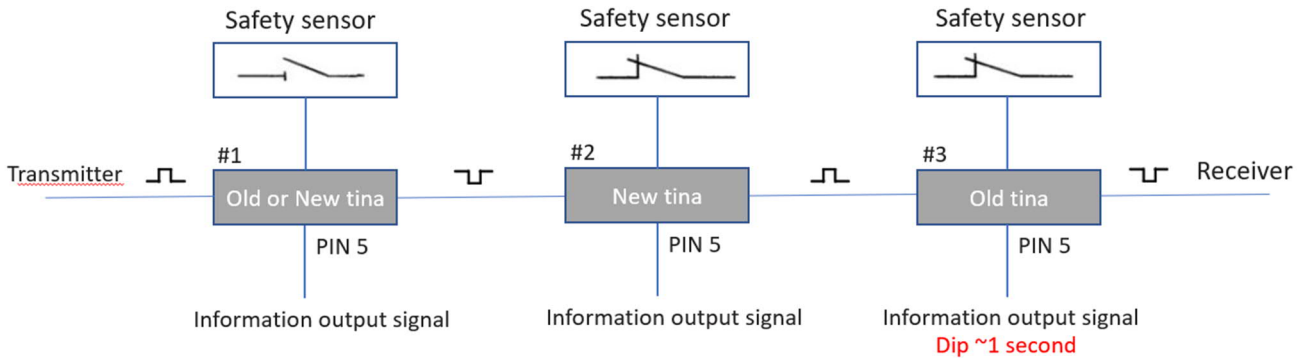 Safety sensor
Safety sensor
Safety sensor
#1
#2
#3
Transmitter
Receiver
Old or New tina
New tina
Old tina
PIN 5
PIN 5
PIN 5
Information output signal
Information output signal
Information output signal
Dip ~1 second